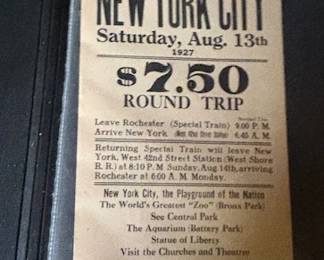 NEW YORK CITY
Saturday, Aug. 13th
1927
$7.50
ROUND TRIP
Leave Rochester (Special Train) 9.00 P. M.
Arrive New York 6.45 A. M.
Returning Special Train will leave New
York, West 42nd Street Station (West Shore
R. R.) at 8:10 P. M. Sunday, Aug. 14th, arriving
Rochester at 6:00 A. M. Monday.
New York City, the Playground of the Nation
The World's Greatest "Zoo" (Bronx Park)
See Central Park
The Aquarium (Battery Park)
Statue of Liberty
Visit the Churches and Theatres